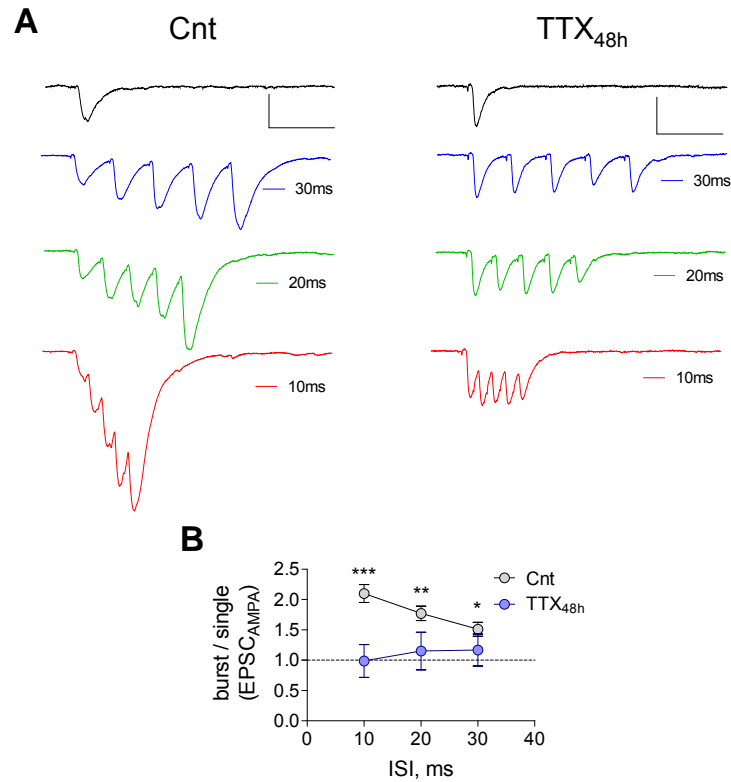 A
Cnt
TTX48h
30ms
30ms
20ms
20ms
10ms
10ms
B
burst / single
(EPSCAMPA)
2.5
2.0
1.5
1.0
0.5
0.0
***
**
*
Cnt
TTX48h
0 10 20 30 40
ISI, ms